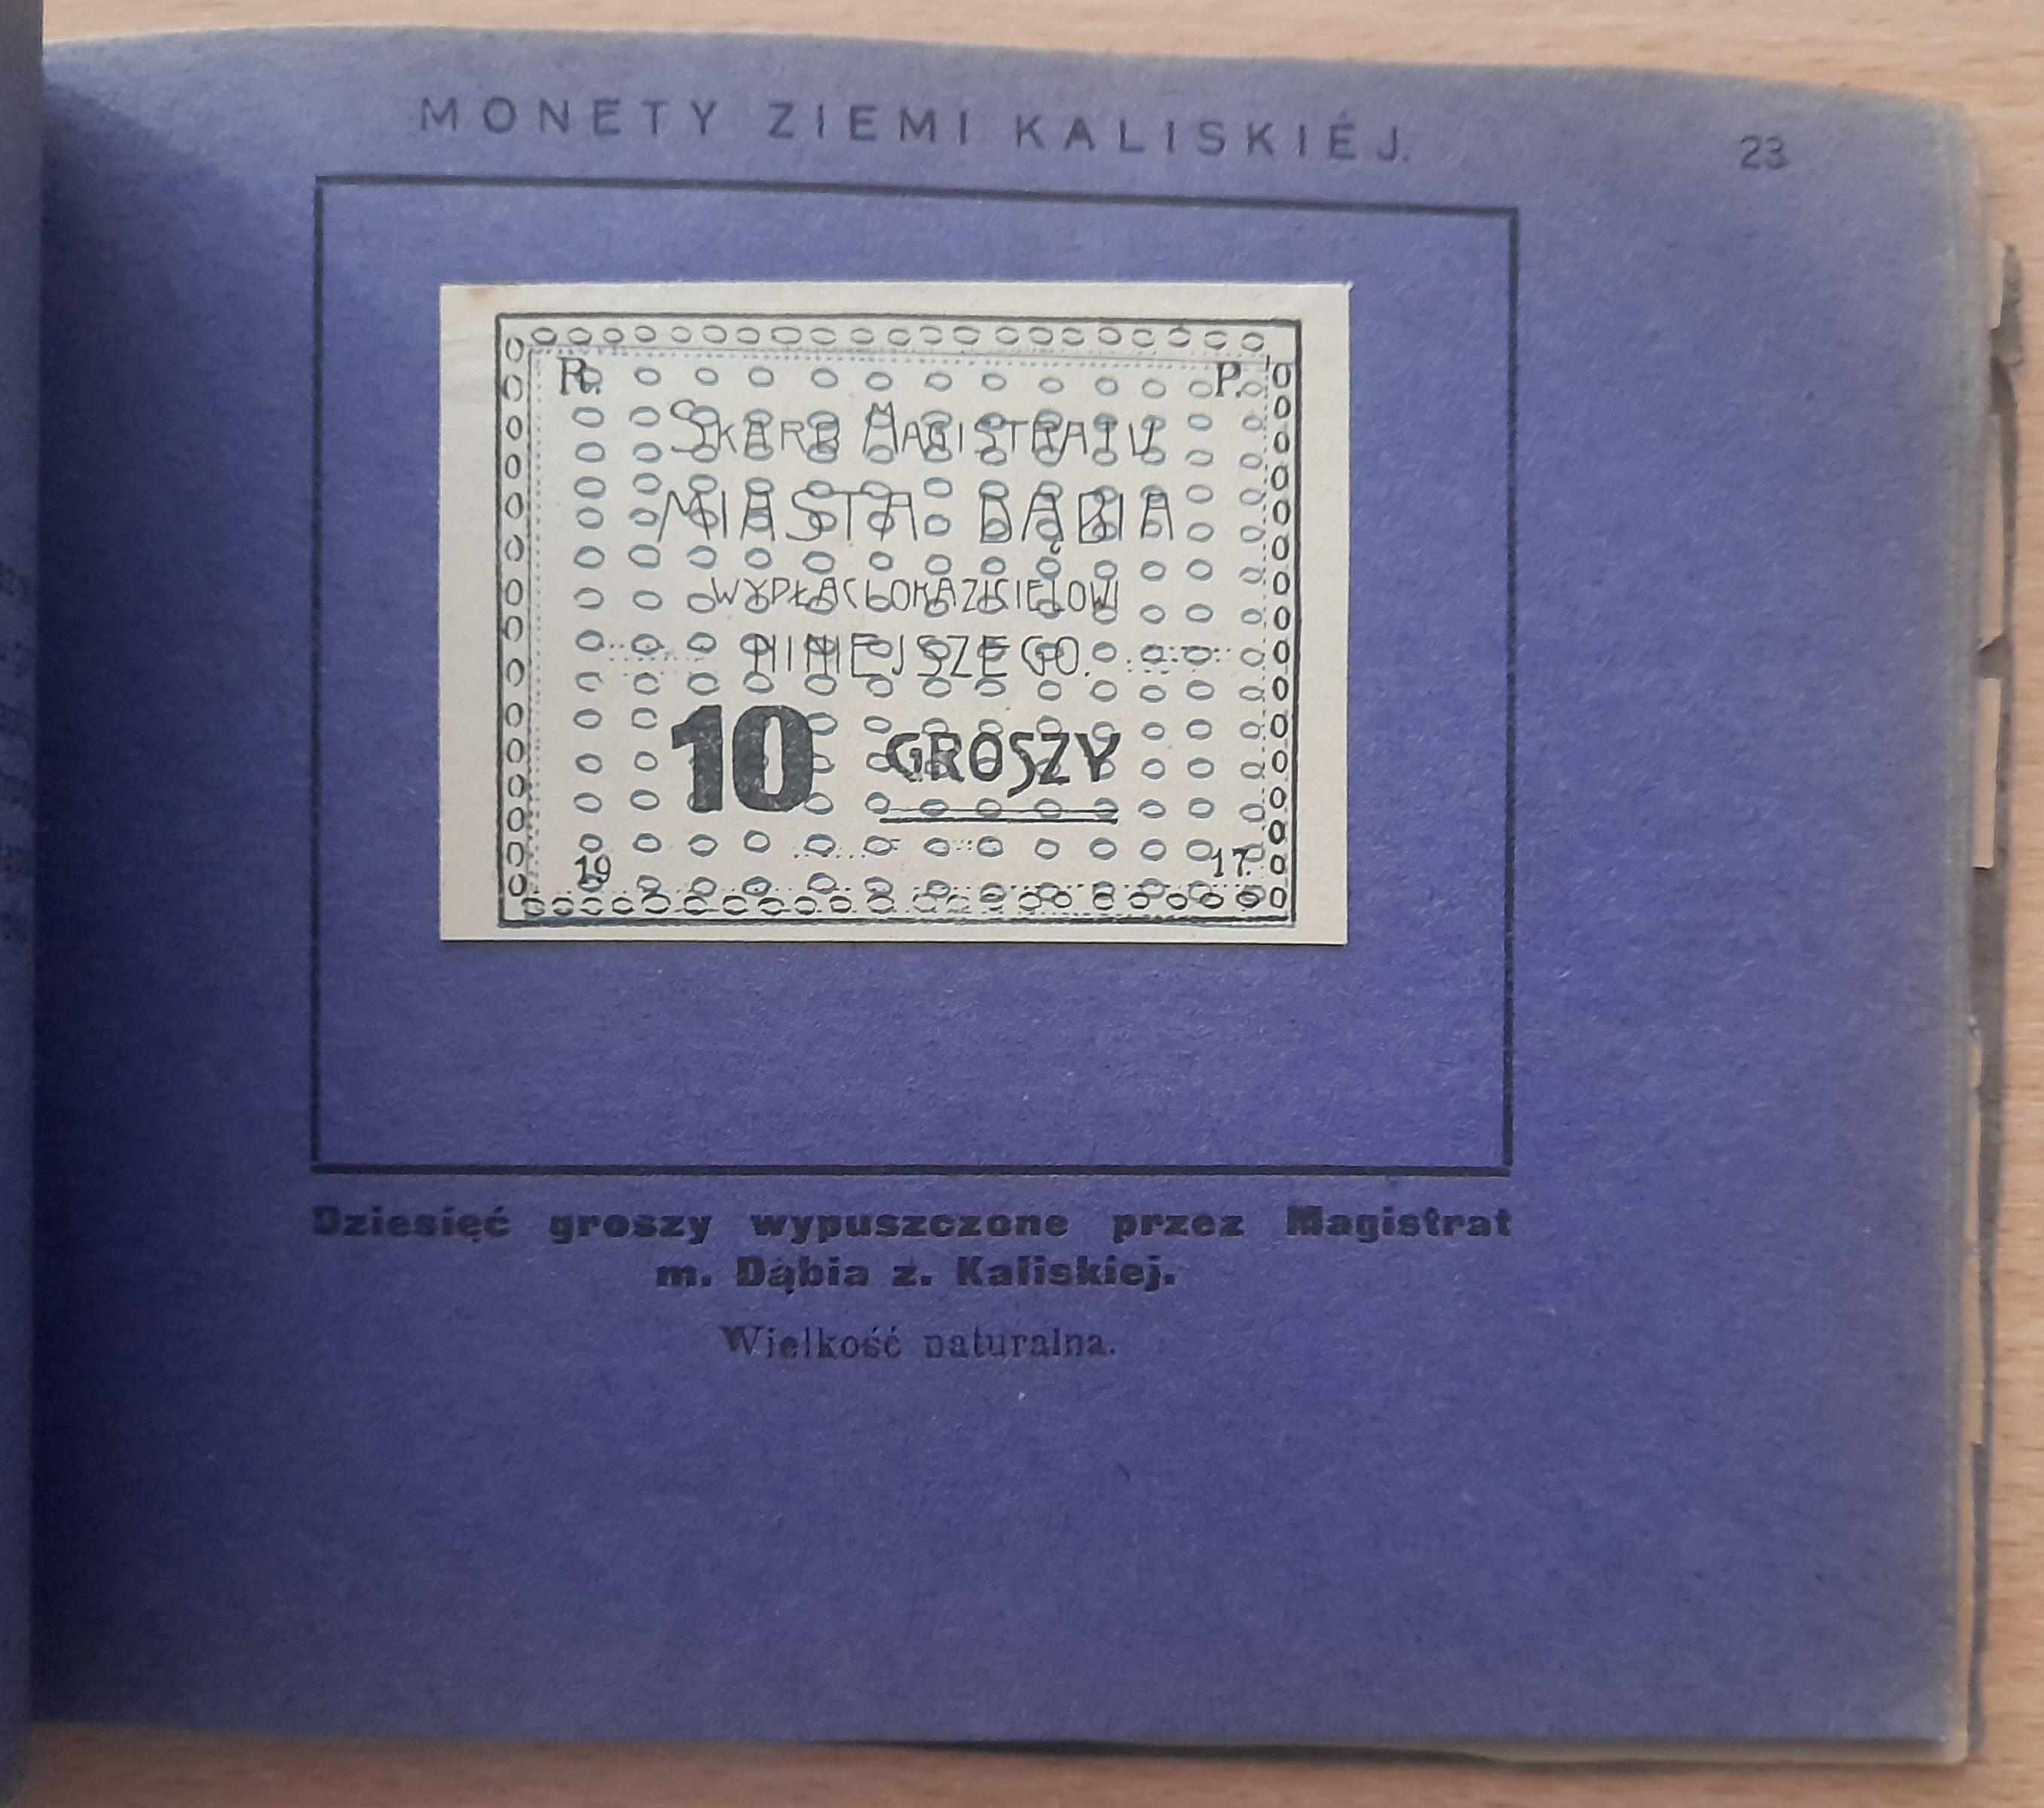 MONETY ZIEMI KALISKIÉJ. 23
R. P.
SKARB MAGISTRATU
MIASTA DĄBIA
WYPŁACI OKAZICIELOWI
NINIEJSZEGO.
10 GROSZY
19 17.
Dziesięć groszy wypuszczone przez Magistrat
m. Dąbia z. Kaliskiej.
Wielkość naturalna.